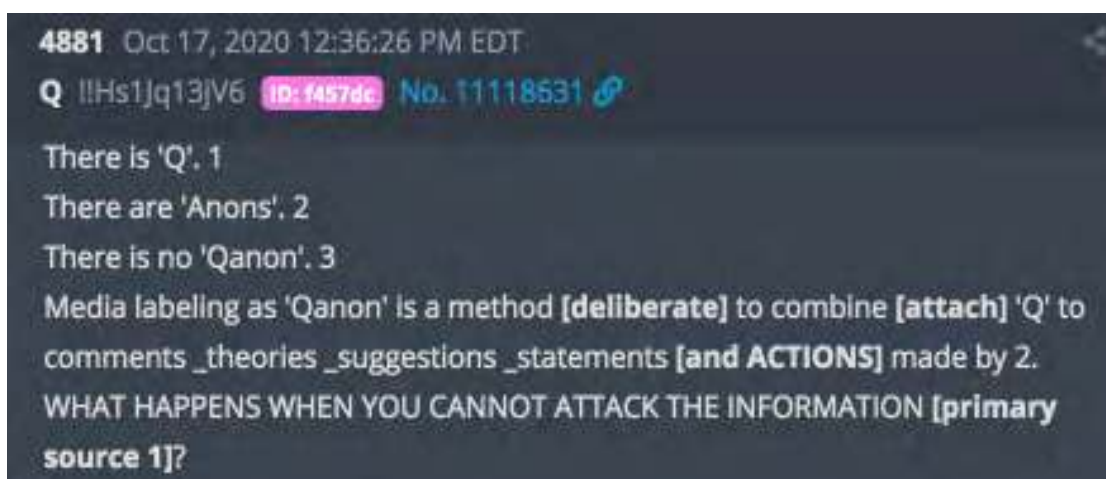 4881 Oct 17, 2020 12:36:26 PM EDT
Q !!Hs1Jq13jV6 ID: f457dc No. 11118631
There is 'Q'. 1
There are 'Anons'. 2
There is no 'Qanon'. 3
Media labeling as 'Qanon' is a method [deliberate] to combine [attach] 'Q' to
comments _theories _suggestions _statements [and ACTIONS] made by 2.
WHAT HAPPENS WHEN YOU CANNOT ATTACK THE INFORMATION [primary
source 1]?